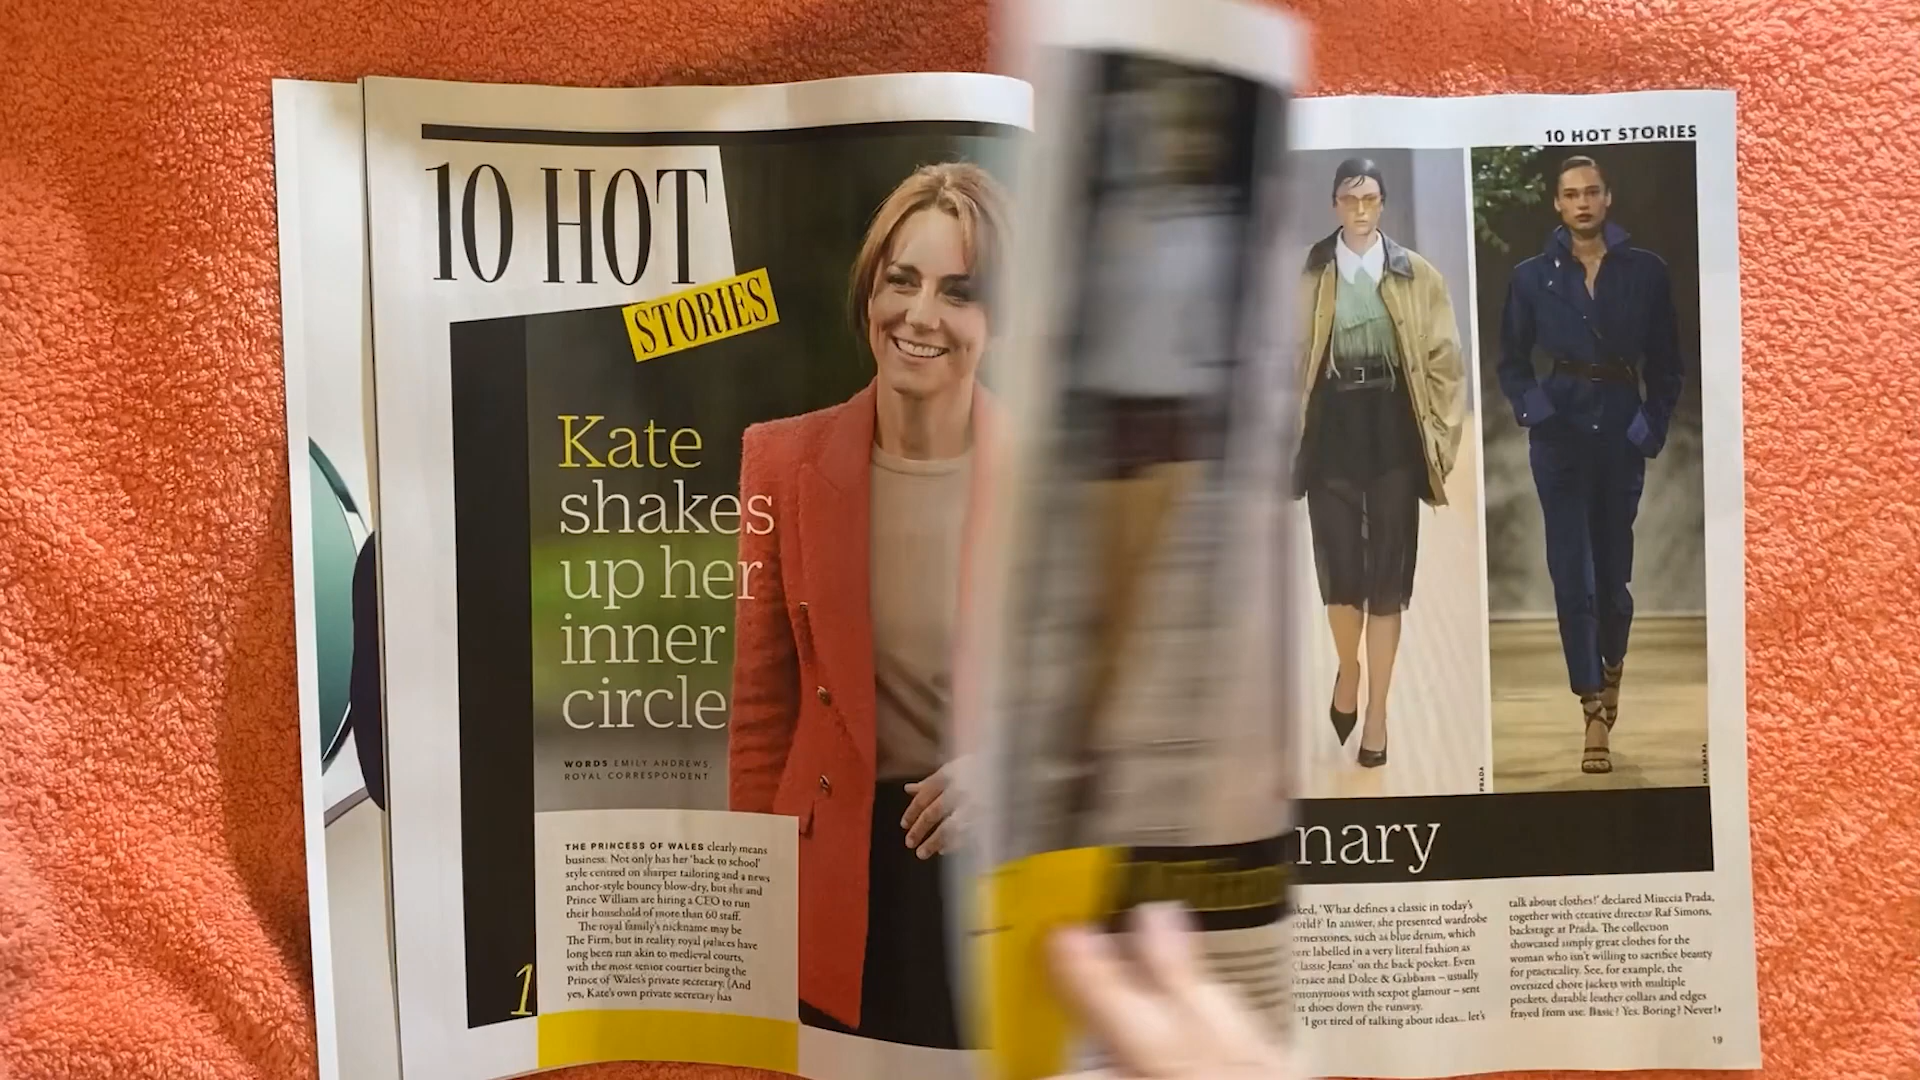 10 HOT
STORIES
Kate
shakes
up her
inner
circle
WORDS EMILY ANDREWS,
ROYAL CORRESPONDENT
THE PRINCESS OF WALES clearly means
business. Not only has her 'back to school'
style centred on sharper tailoring and a news
anchor-style bouncy blow-dry, but she and
Prince William are hiring a CEO to run
their household of more than 60 staff.
The royal family's nickname may be
The Firm, but in reality royal palaces have
long been run akin to medieval courts,
with the most senior courtier being the
Prince of Wales's private secretary. (And
yes, Kate's own private secretary has
1
10 HOT STORIES
PRADA
MAX MARA
nary
'What defines a classic in today's
In answer, she presented wardrobe
such as blue denim, which
were labelled in a very literal fashion as
'Classic Jeans' on the back pocket. Even
Versace and Dolce & Gabbana – usually
synonymous with sexpot glamour – sent
flat shoes down the runway.
'I got tired of talking about ideas... let's
talk about clothes!' declared Miuccia Prada,
together with creative director Raf Simons,
backstage at Prada. The collection
showcased simply great clothes for the
woman who isn't willing to sacrifice beauty
for practicality. See, for example, the
oversized chore jackets with multiple
pockets, durable leather collars and edges
frayed from use. Basic? Yes. Boring? Never!
19